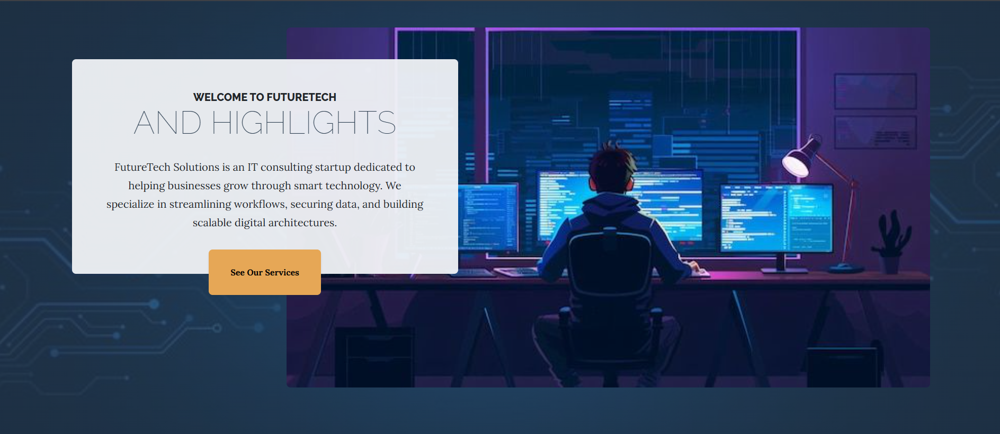 WELCOME TO FUTURETECH
AND HIGHLIGHTS
FutureTech Solutions is an IT consulting startup dedicated to
helping businesses grow through smart technology. We
specialize in streamlining workflows, securing data, and building
scalable digital architectures.
See Our Services